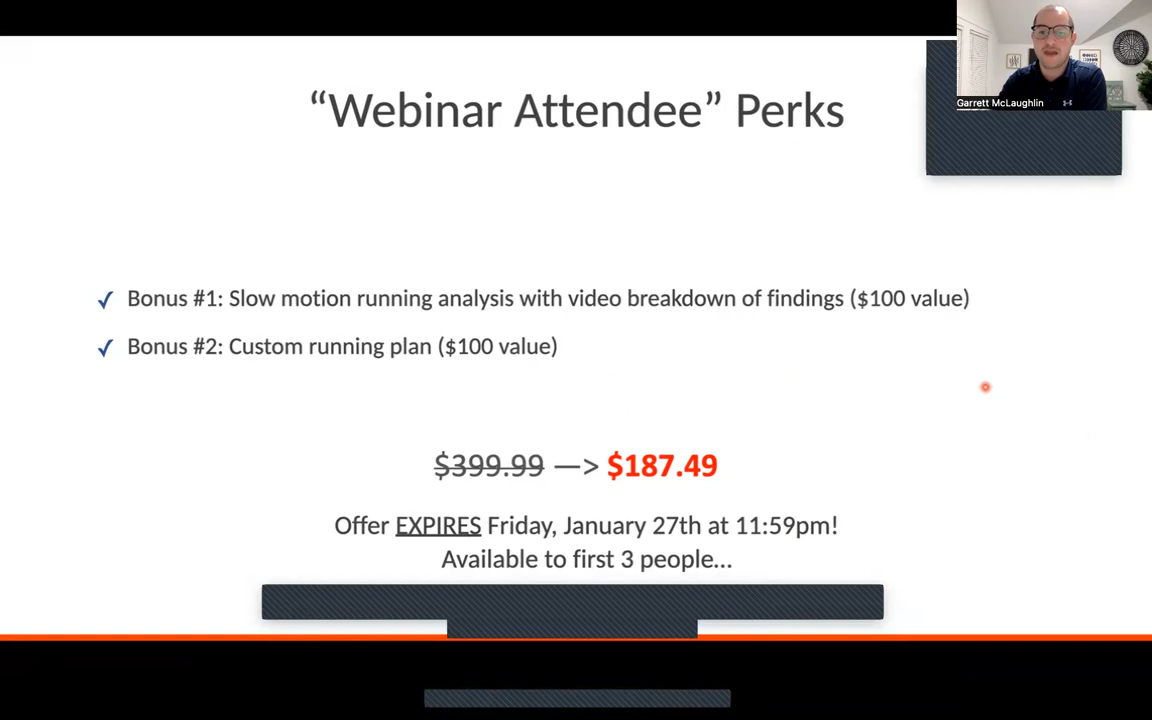 Garrett McLaughlin
“Webinar Attendee” Perks
✓ Bonus #1: Slow motion running analysis with video breakdown of findings ($100 value)
✓ Bonus #2: Custom running plan ($100 value)
$399.99 —> $187.49
Offer EXPIRES Friday, January 27th at 11:59pm!
Available to first 3 people...